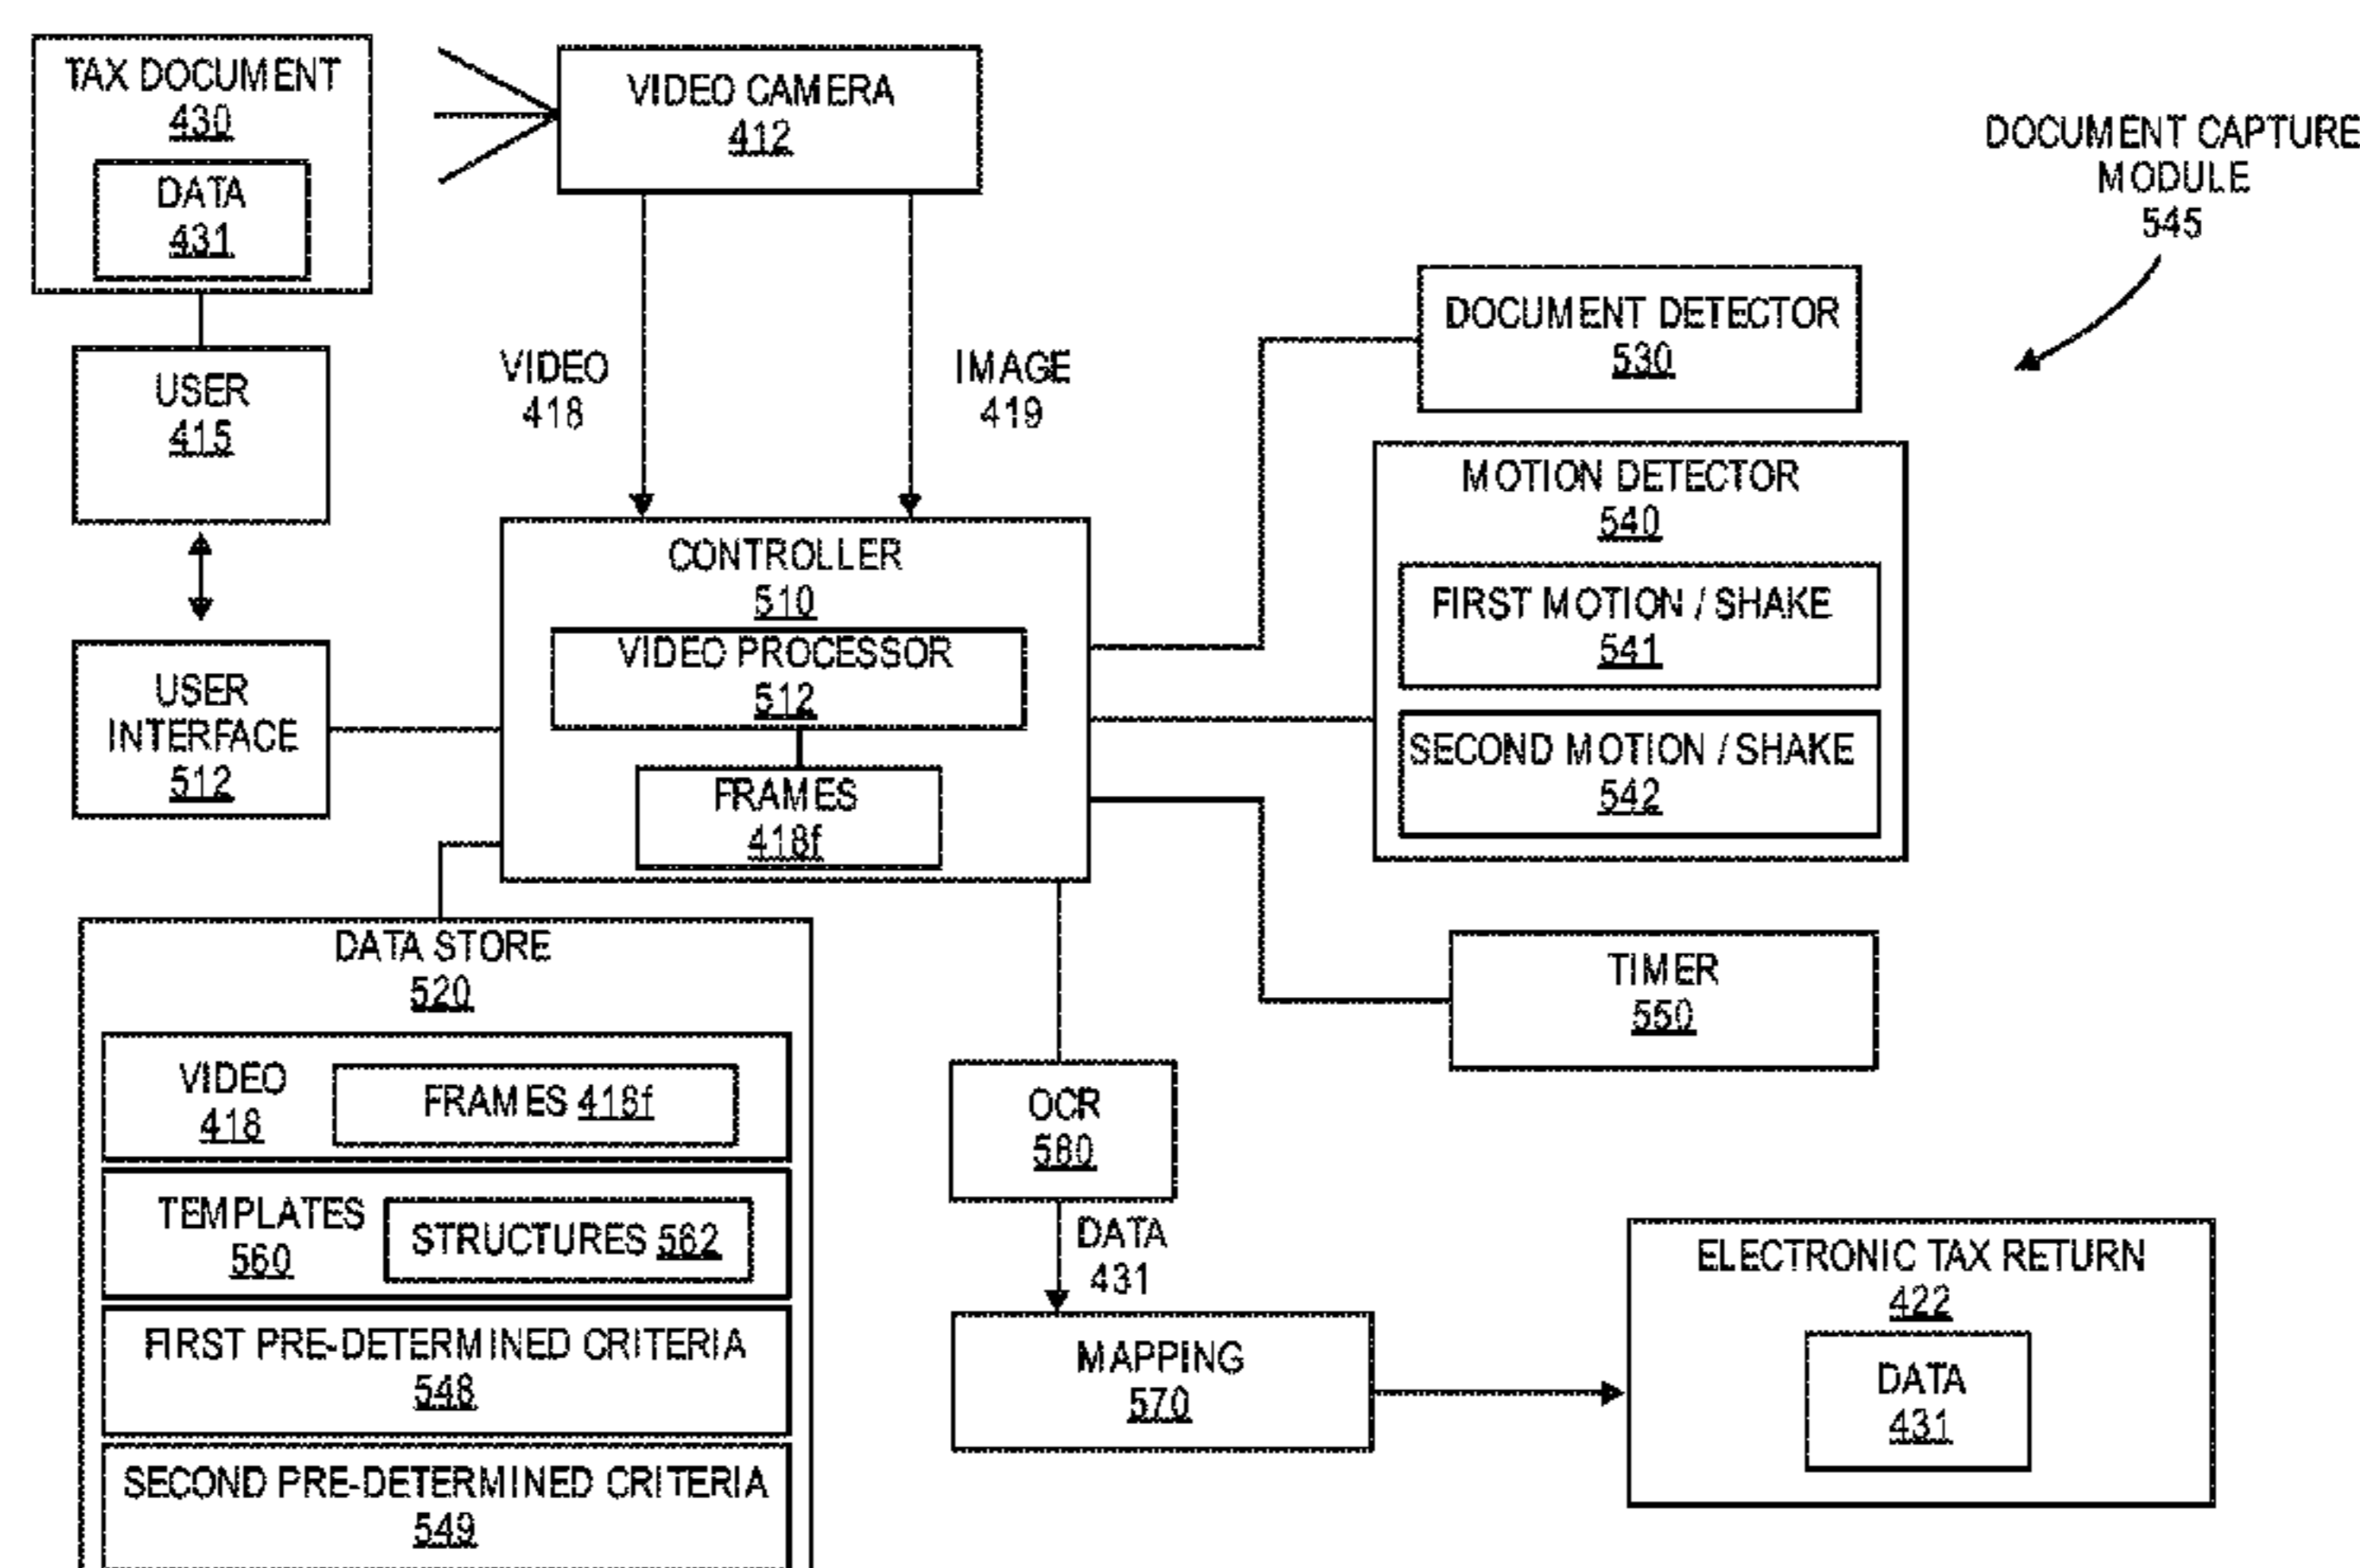 TAX DOCUMENT
430
DATA
431
VIDEO CAMERA
412
DOCUMENT CAPTURE
MODULE
545
USER
415
VIDEO
418
IMAGE
419
DOCUMENT DETECTOR
530
MOTION DETECTOR
540
FIRST MOTION / SHAKE
541
SECOND MOTION / SHAKE
542
CONTROLLER
510
VIDEO PROCESSOR
512
FRAMES
418f
USER
INTERFACE
512
DATA STORE
520
VIDEO
418
FRAMES 418f
TEMPLATES
560
STRUCTURES 562
FIRST PRE-DETERMINED CRITERIA
548
SECOND PRE-DETERMINED CRITERIA
549
TIMER
550
OCR
580
DATA
431
MAPPING
570
ELECTRONIC TAX RETURN
422
DATA
431